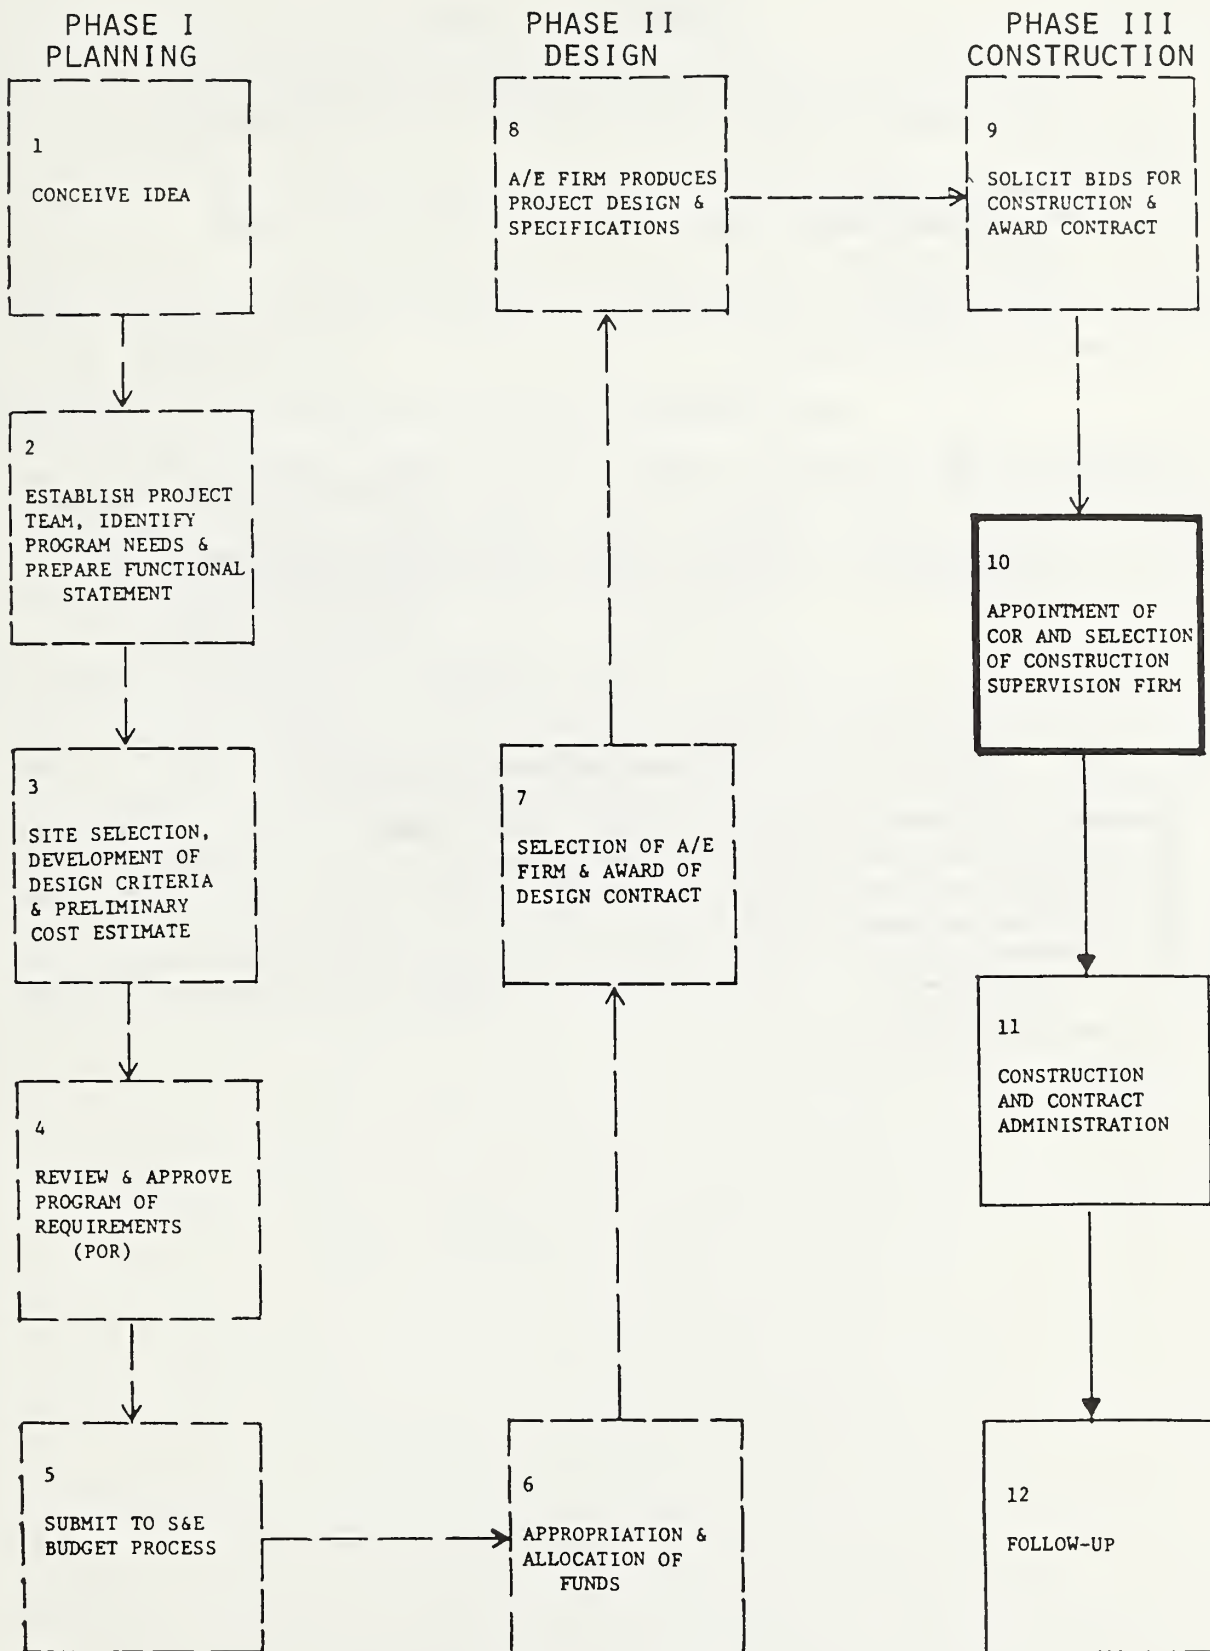 PHASE I
PLANNING
1
CONCEIVE IDEA
2
ESTABLISH PROJECT
TEAM, IDENTIFY
PROGRAM NEEDS &
PREPARE FUNCTIONAL
STATEMENT
3
SITE SELECTION,
DEVELOPMENT OF
DESIGN CRITERIA
& PRELIMINARY
COST ESTIMATE
4
REVIEW & APPROVE
PROGRAM OF
REQUIREMENTS
(POR)
5
SUBMIT TO S&E
BUDGET PROCESS
PHASE II
DESIGN
8
A/E FIRM PRODUCES
PROJECT DESIGN &
SPECIFICATIONS
7
SELECTION OF A/E
FIRM & AWARD OF
DESIGN CONTRACT
6
APPROPRIATION &
ALLOCATION OF
FUNDS
PHASE III
CONSTRUCTION
9
SOLICIT BIDS FOR
CONSTRUCTION &
AWARD CONTRACT
10
APPOINTMENT OF
COR AND SELECTION
OF CONSTRUCTION
SUPERVISION FIRM
11
CONSTRUCTION
AND CONTRACT
ADMINISTRATION
12
FOLLOW-UP